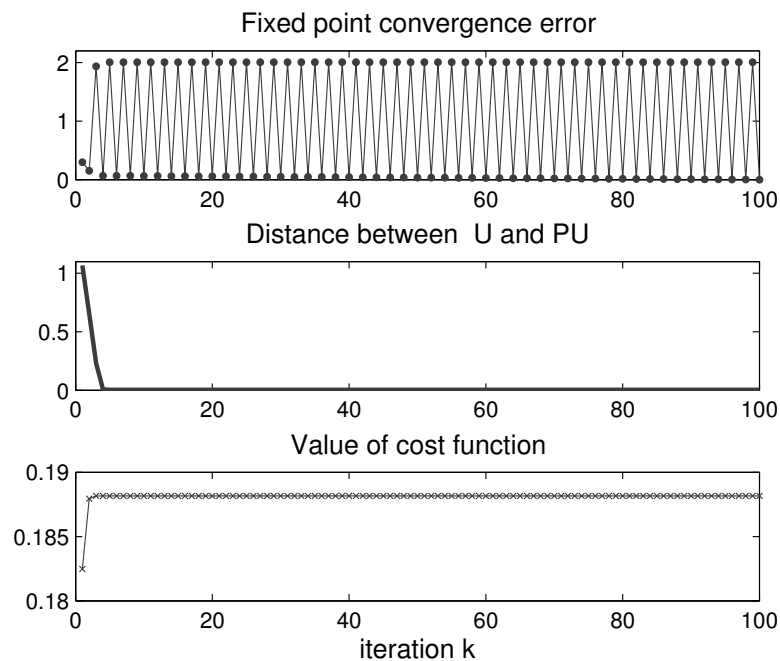 Fixed point convergence error
2
1
0
0 20 40 60 80 100
Distance between U and PU
1
0.5
0
0 20 40 60 80 100
Value of cost function
0.19
0.185
0.18
0 20 40 60 80 100
iteration k